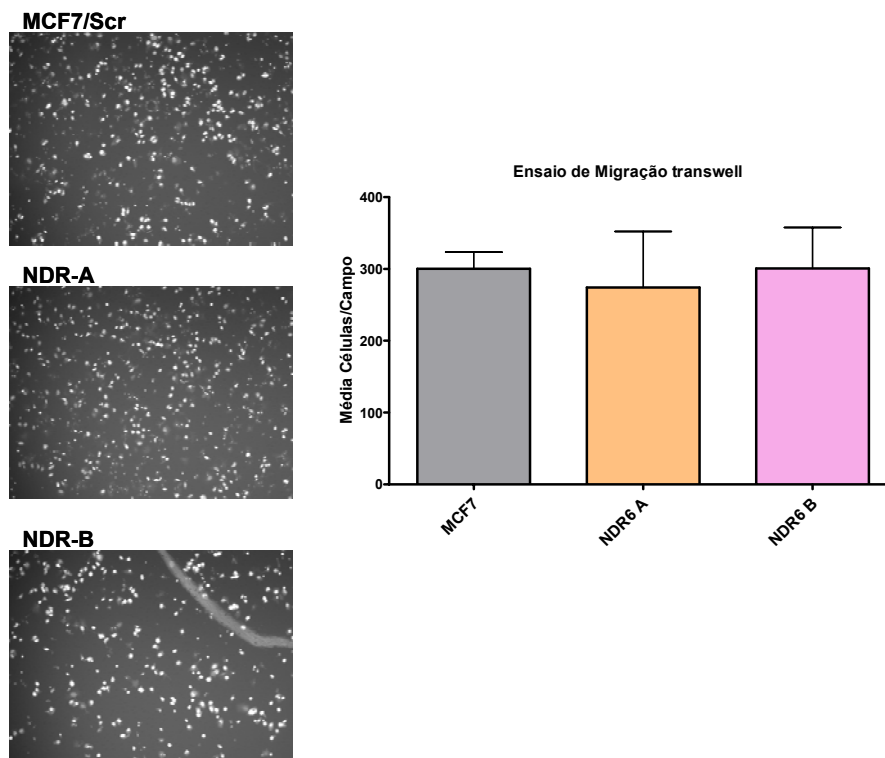 MCF7/Scr
NDR-A
NDR-B
Ensaio de Migração transwell
Média Células/Campo
400
300
200
100
0
MCF7
NDR6 A
NDR6 B